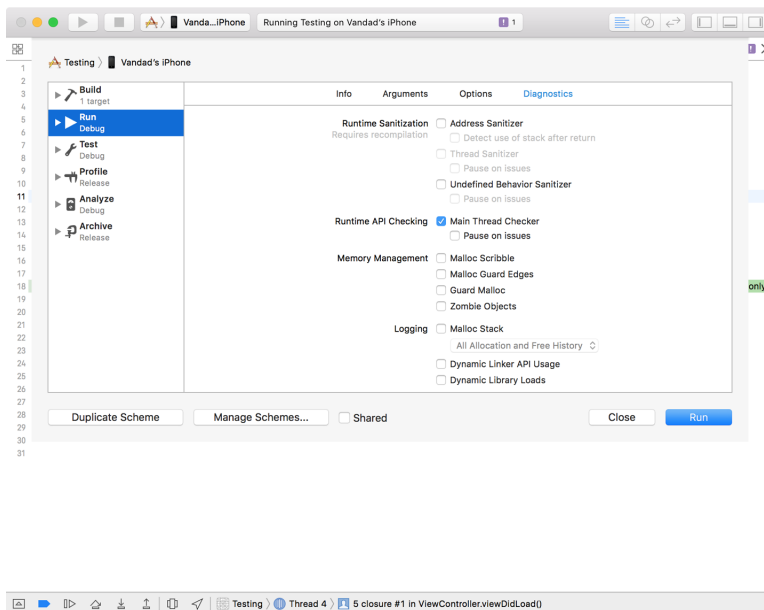 Vanda...iPhone
Running Testing on Vandad's iPhone
1
Testing
Vandad's iPhone
1
2
3
4
5
6
7
8
9
10
11
12
13
14
15
16
17
18
19
20
21
22
23
24
25
26
27
28
29
30
31
Build
1 target
Run
Debug
Test
Debug
Profile
Release
Analyze
Debug
Archive
Release
Info Arguments Options Diagnostics
Runtime Sanitization Address Sanitizer
Requires recompilation Detect use of stack after return
Thread Sanitizer
Pause on issues
Undefined Behavior Sanitizer
Pause on issues
Runtime API Checking Main Thread Checker
Pause on issues
Memory Management Malloc Scribble
Malloc Guard Edges
Guard Malloc
Zombie Objects
Logging Malloc Stack
All Allocation and Free History
Dynamic Linker API Usage
Dynamic Library Loads
only
Duplicate Scheme Manage Schemes... Shared Close Run
Testing Thread 4 5 closure #1 in ViewController.viewDidLoad()